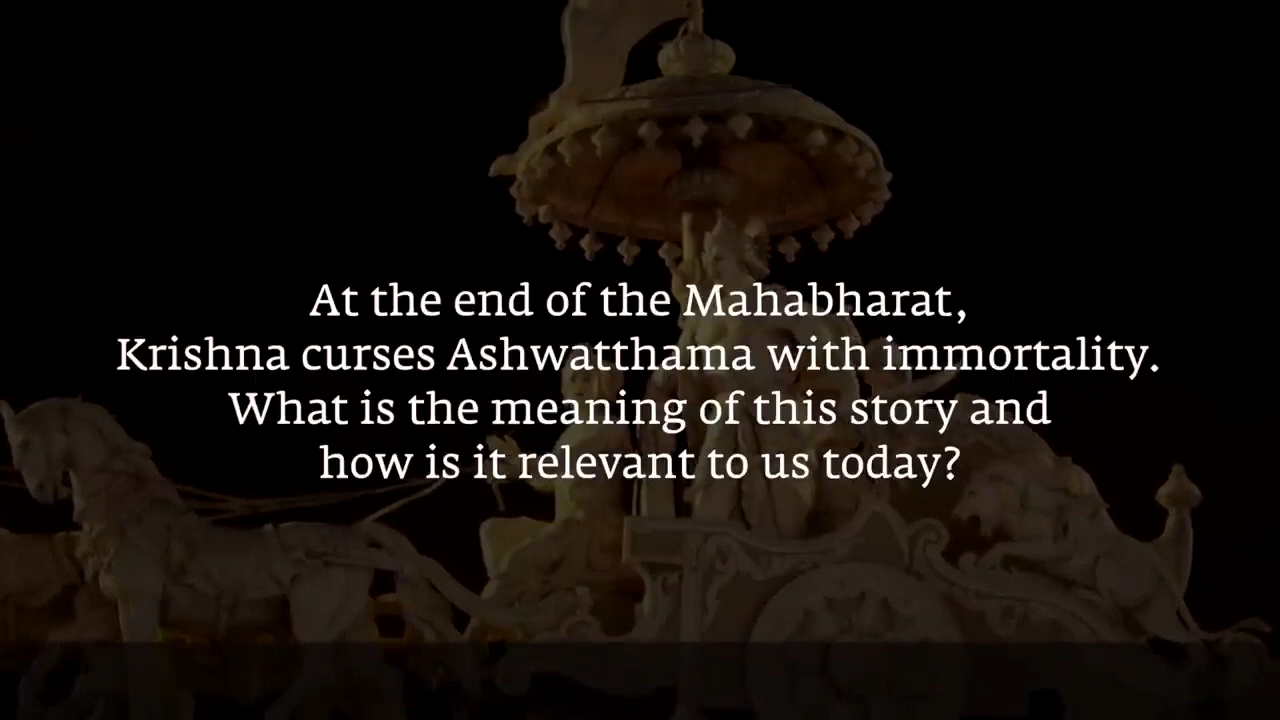 At the end of the Mahabharat,
Krishna curses Ashwatthama with immortality.
What is the meaning of this story and
how is it relevant to us today?